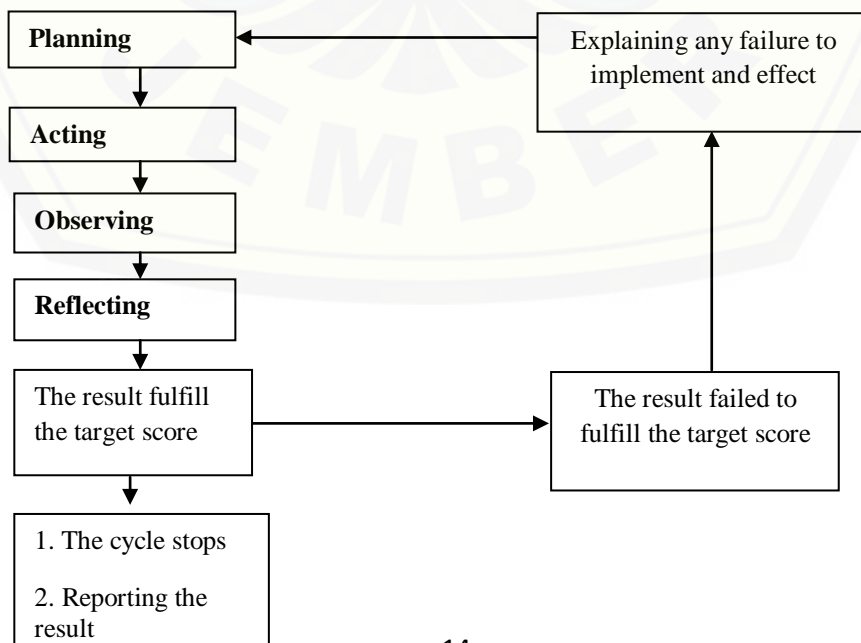 Planning
Explaining any failure to
implement and effect
Acting
Observing
Reflecting
The result fulfill
the target score
The result failed to
fulfill the target score
1. The cycle stops
2. Reporting the
result